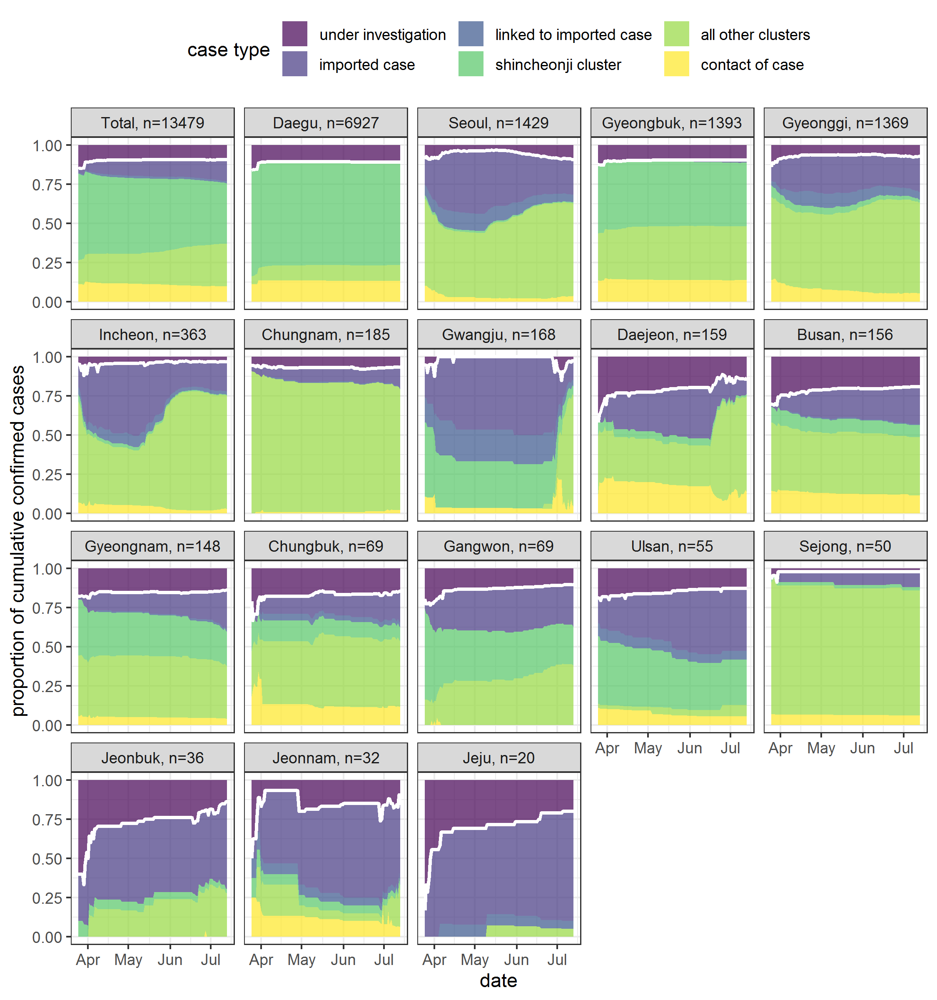 case type
under investigation
linked to imported case
all other clusters
imported case
shincheonji cluster
contact of case
Total, n=13479
Daegu, n=6927
Seoul, n=1429
Gyeongbuk, n=1393
Gyeonggi, n=1369
1.00
0.75
0.50
0.25
0.00
Incheon, n=363
Chungnam, n=185
Gwangju, n=168
Daejeon, n=159
Busan, n=156
1.00
0.75
0.50
0.25
0.00
Gyeongnam, n=148
Chungbuk, n=69
Gangwon, n=69
Ulsan, n=55
Sejong, n=50
1.00
0.75
0.50
0.25
0.00
Apr May Jun Jul
Apr May Jun Jul
Jeonbuk, n=36
Jeonnam, n=32
Jeju, n=20
1.00
0.75
0.50
0.25
0.00
Apr May Jun Jul
Apr May Jun Jul
Apr May Jun Jul
date
proportion of cumulative confirmed cases